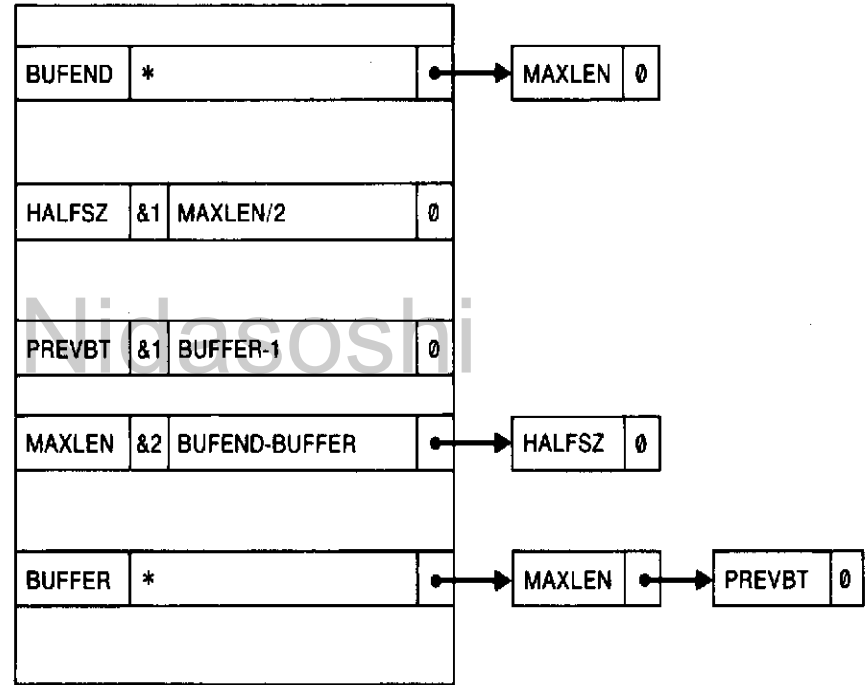 BUFEND * MAXLEN 0
HALFSZ &1 MAXLEN/2 0
Nidasoshi
PREVBT &1 BUFFER-1 0
MAXLEN &2 BUFEND-BUFFER HALFSZ 0
BUFFER * MAXLEN PREVBT 0